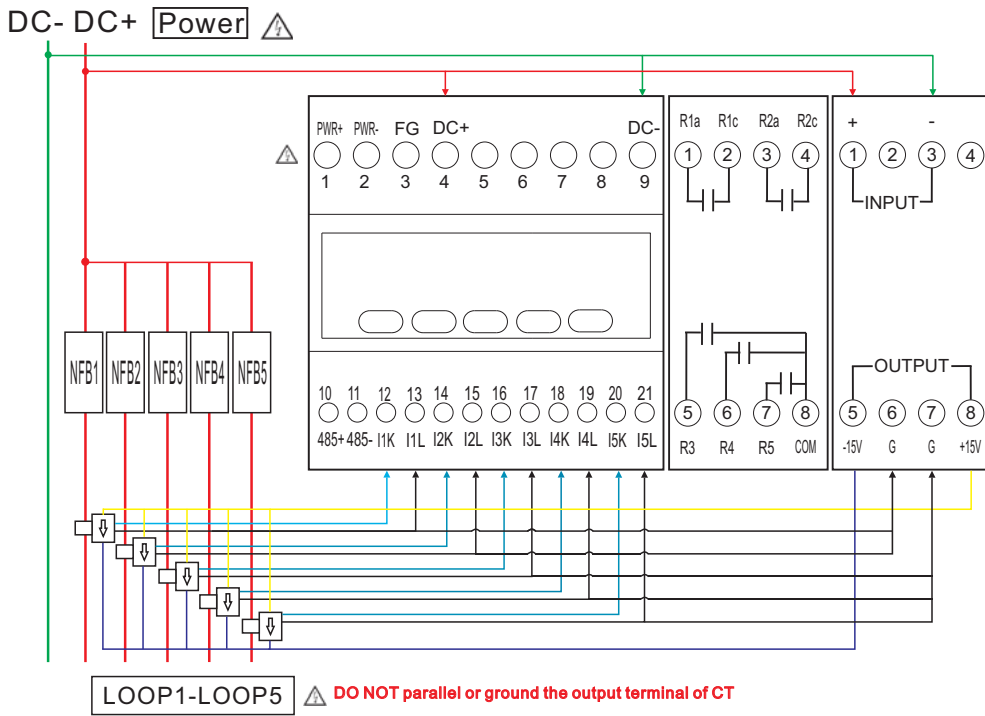 DC- DC+ Power
PWR+ PWR- FG DC+ DC-
1 2 3 4 5 6 7 8 9
R1a R1c R2a R2c
1 2 3 4
+ -
1 2 3 4
INPUT
NFB1 NFB2 NFB3 NFB4 NFB5
10 11 12 13 14 15 16 17 18 19 20 21
485+ 485- I1K I1L I2K I2L I3K I3L I4K I4L I5K I5L
5 6 7 8
R3 R4 R5 COM
OUTPUT
5 6 7 8
-15V G G +15V
LOOP1-LOOP5
DO NOT parallel or ground the output terminal of CT